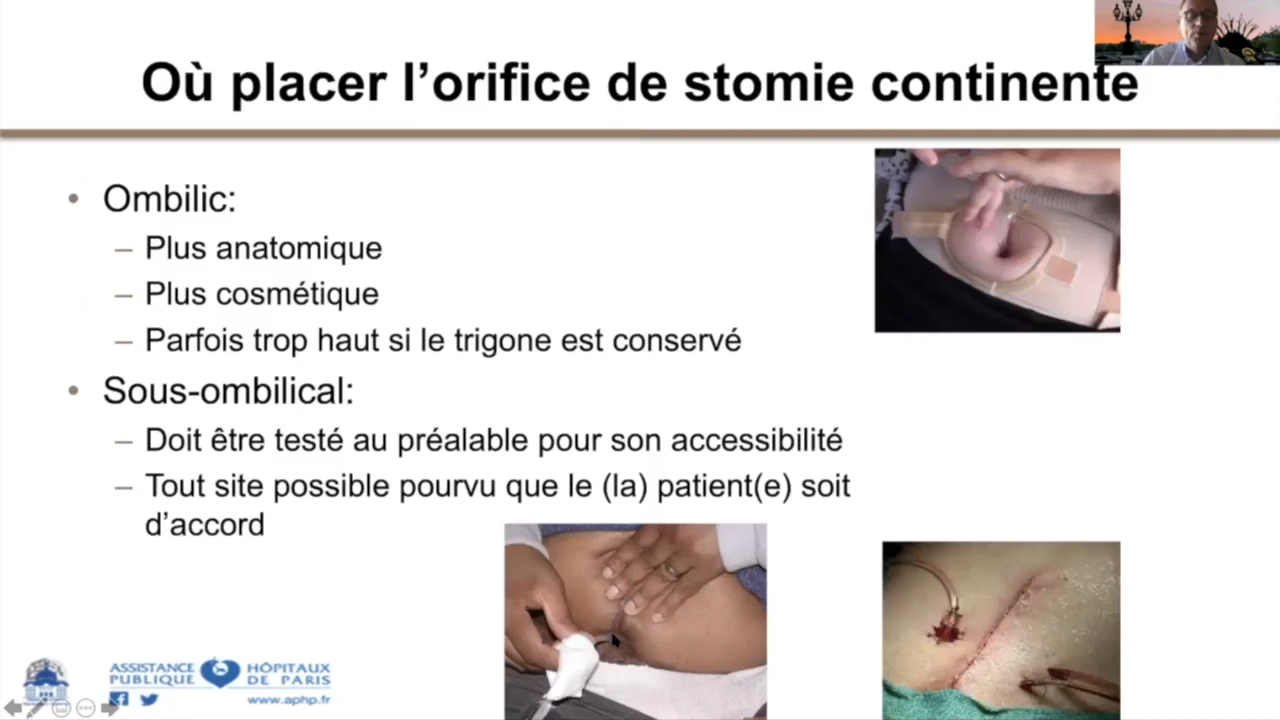 Où placer l’orifice de stomie continente
• Ombilic:
– Plus anatomique
– Plus cosmétique
– Parfois trop haut si le trigone est conservé
• Sous-ombilical:
– Doit être testé au préalable pour son accessibilité
– Tout site possible pourvu que le (la) patient(e) soit
d’accord
ASSISTANCE PUBLIQUE
HÔPITAUX DE PARIS
www.aphp.fr